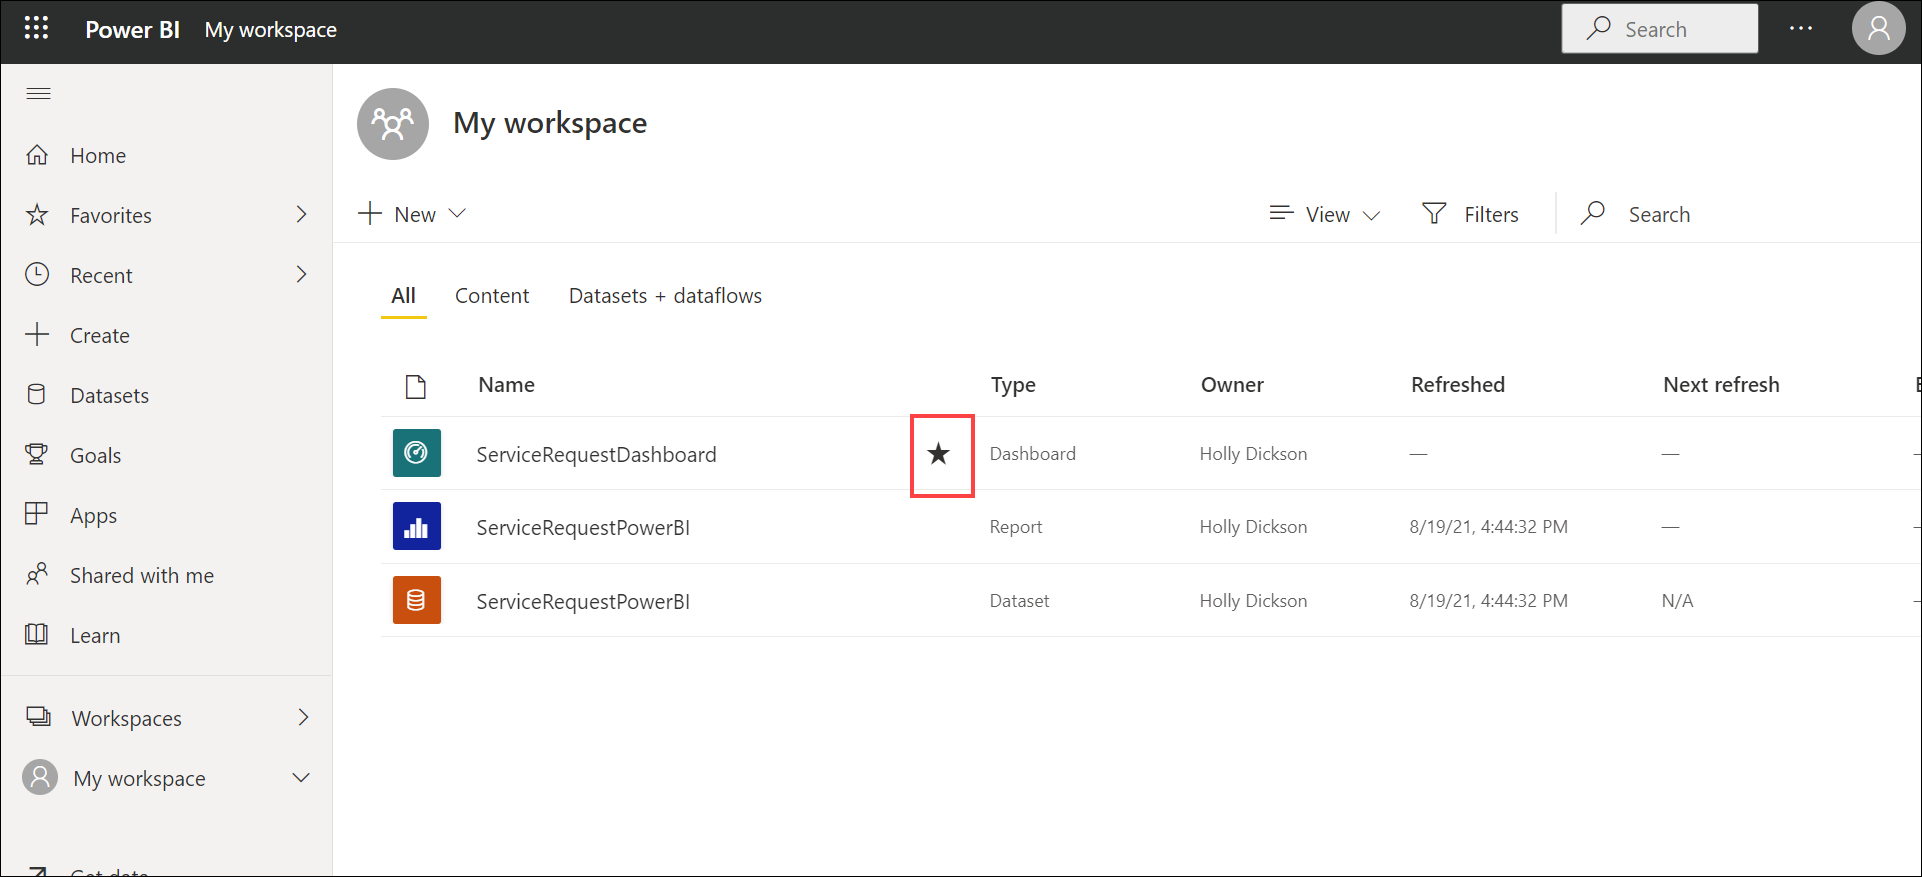 Power BI My workspace Search
My workspace
Home
Favorites
Recent
Create
Datasets
Goals
Apps
Shared with me
Learn
Workspaces
My workspace
New View Filters Search
All Content Datasets + dataflows
Name Type Owner Refreshed Next refresh
ServiceRequestDashboard Dashboard Holly Dickson — —
ServiceRequestPowerBI Report Holly Dickson 8/19/21, 4:44:32 PM —
ServiceRequestPowerBI Dataset Holly Dickson 8/19/21, 4:44:32 PM N/A